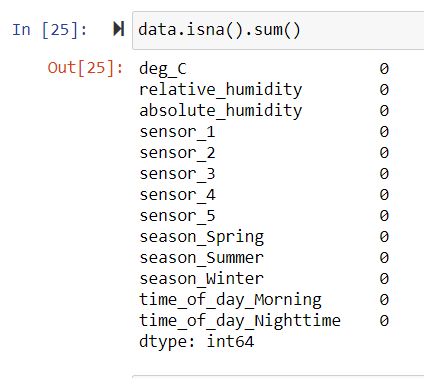 In [25]: data.isna().sum()
Out[25]: deg_C 0
relative_humidity 0
absolute_humidity 0
sensor_1 0
sensor_2 0
sensor_3 0
sensor_4 0
sensor_5 0
season_Spring 0
season_Summer 0
season_Winter 0
time_of_day_Morning 0
time_of_day_Nighttime 0
dtype: int64